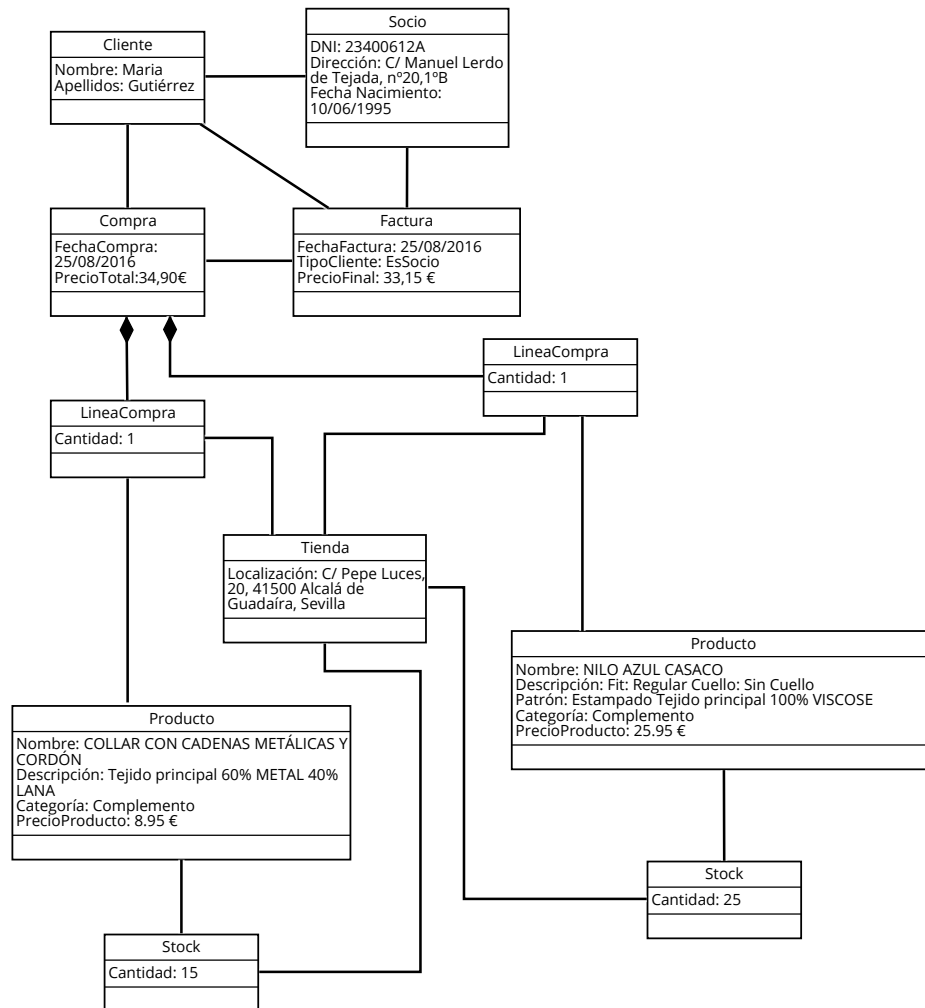 Cliente
Nombre: Maria
Apellidos: Gutiérrez
Socio
DNI: 23400612A
Dirección: C/ Manuel Lerdo
de Tejada, nº20,1ºB
Fecha Nacimiento:
10/06/1995
Compra
FechaCompra:
25/08/2016
PrecioTotal:34,90€
Factura
FechaFactura: 25/08/2016
TipoCliente: EsSocio
PrecioFinal: 33,15 €
LineaCompra
Cantidad: 1
LineaCompra
Cantidad: 1
Tienda
Localización: C/ Pepe Luces,
20, 41500 Alcalá de
Guadaíra, Sevilla
Producto
Nombre: NILO AZUL CASACO
Descripción: Fit: Regular Cuello: Sin Cuello
Patrón: Estampado Tejido principal 100% VISCOSE
Categoría: Complemento
PrecioProducto: 25.95 €
Producto
Nombre: COLLAR CON CADENAS METÁLICAS Y
CORDÓN
Descripción: Tejido principal 60% METAL 40%
LANA
Categoría: Complemento
PrecioProducto: 8.95 €
Stock
Cantidad: 25
Stock
Cantidad: 15